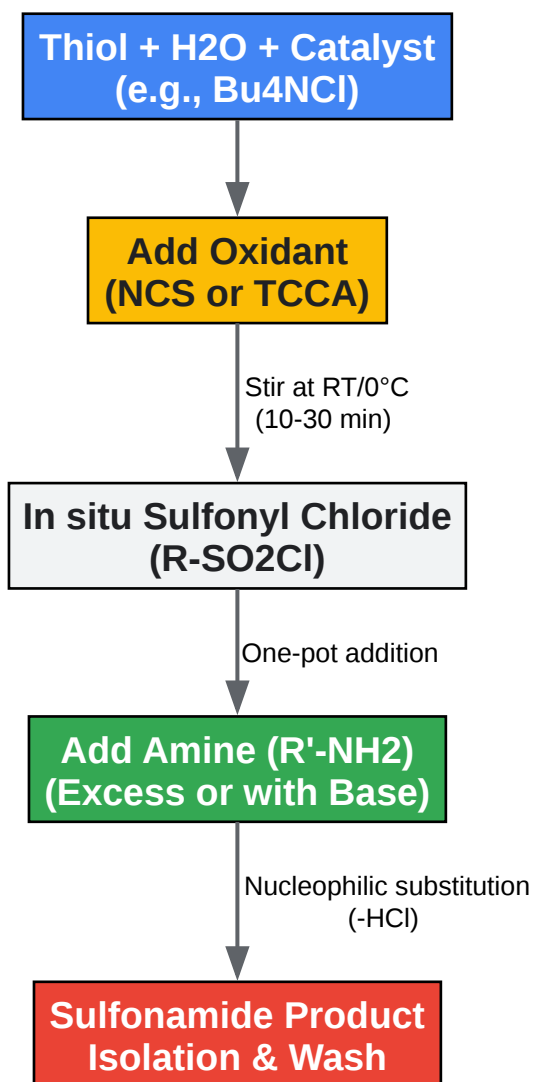 Thiol + H2O + Catalyst
(e.g., Bu4NCl)
Add Oxidant
(NCS or TCCA)
Stir at RT/0°C
(10-30 min)
In situ Sulfonyl Chloride
(R-SO2Cl)
One-pot addition
Add Amine (R'-NH2)
(Excess or with Base)
Nucleophilic substitution
(-HCl)
Sulfonamide Product
Isolation & Wash